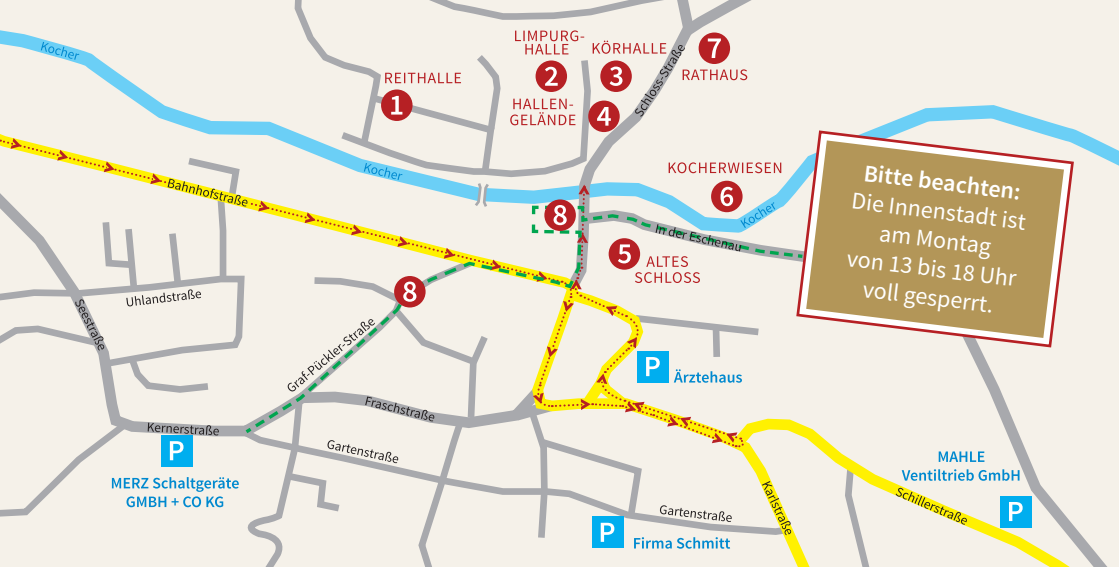 Kocher
LIMPURG-
HALLE
2
KÖRHALLE
3
7
RATHAUS
REITHALLE
1
HALLEN-
GELÄNDE
4
Schloss-Straße
Kocher
KOCHERWIESEN
6
Kocher
Bahnhofstraße
8
In der Eschenau
5
ALTES
SCHLOSS
Bitte beachten:
Die Innenstadt ist
am Montag
von 13 bis 18 Uhr
voll gesperrt.
8
Uhlandstraße
Seestraße
Graf-Pückler-Straße
P
Ärztehaus
Fraschstraße
Kernerstraße
P
MERZ Schaltgeräte
GMBH + CO KG
Gartenstraße
MAHLE
Ventiltrieb GmbH
P
Schillerstraße
Karlstraße
Gartenstraße
P
Firma Schmitt